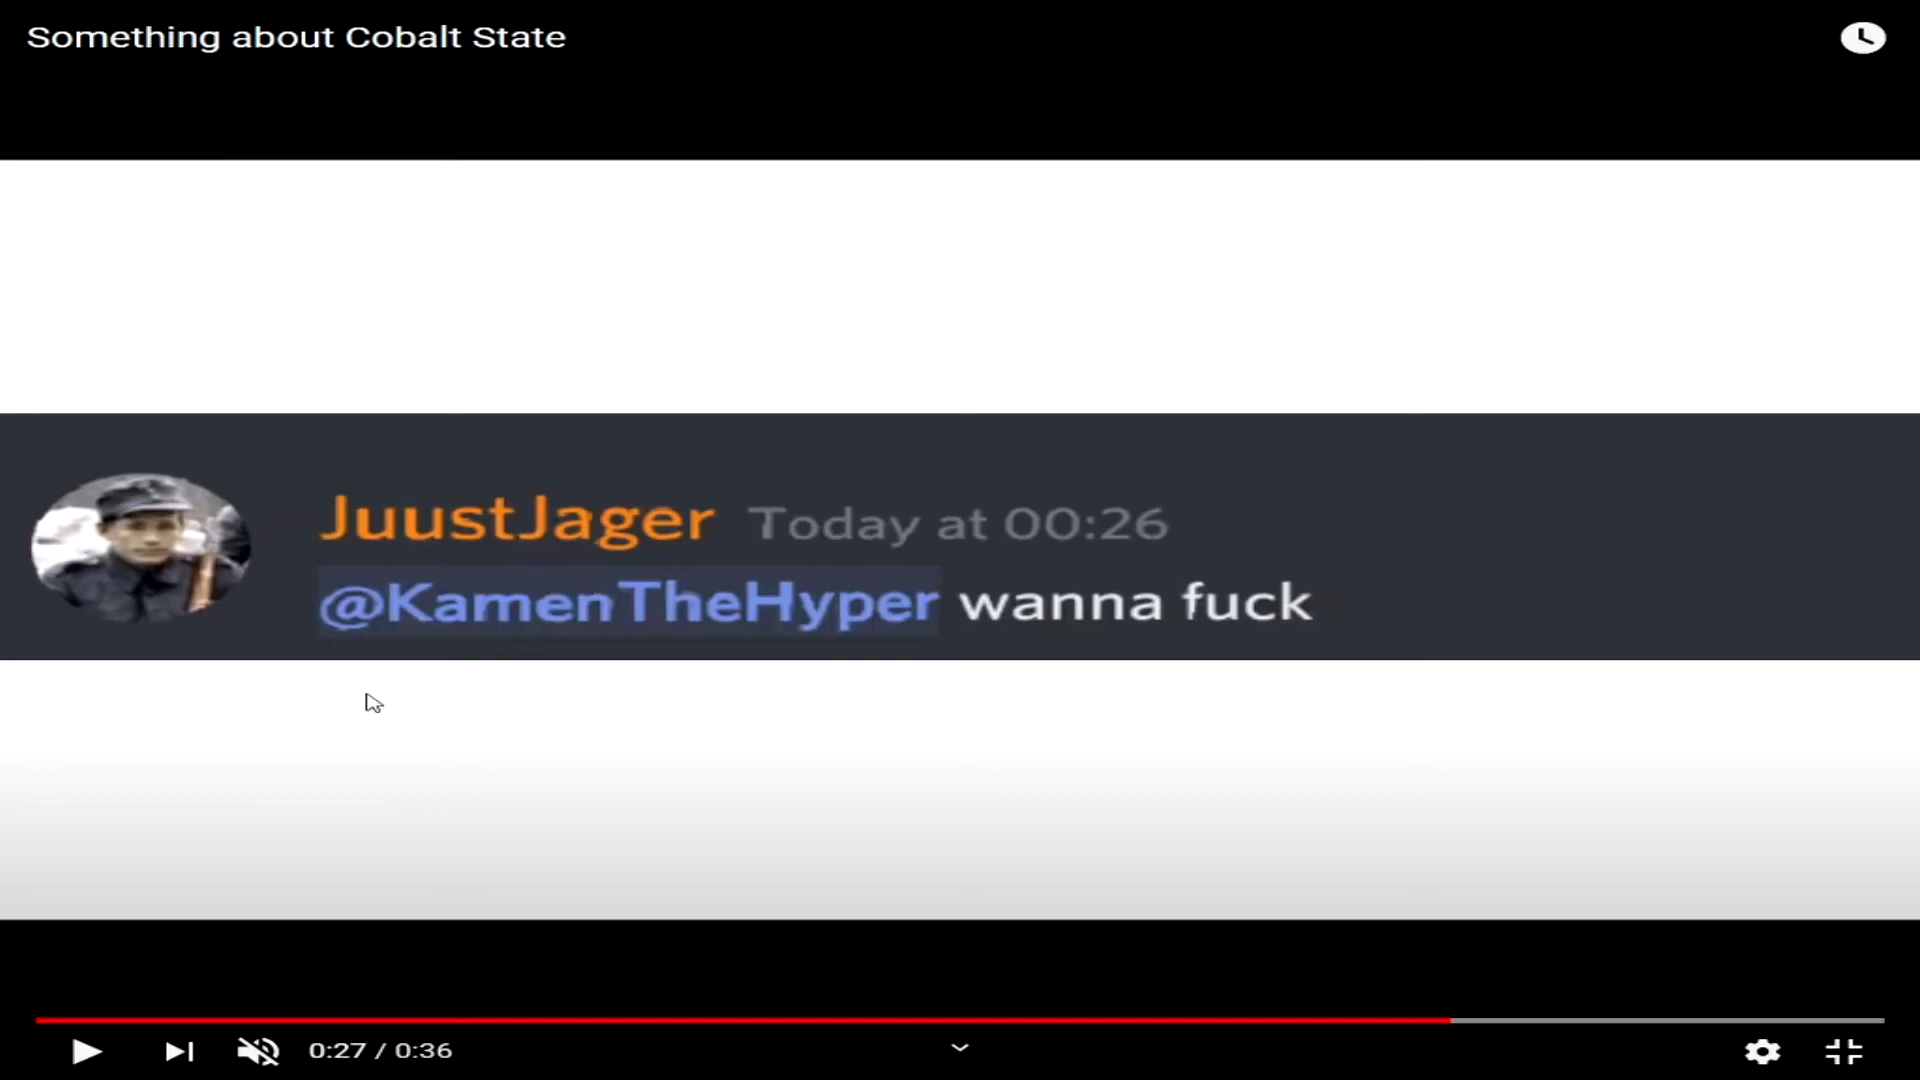 Something about Cobalt State
JuustJager Today at 00:26
@KamenTheHyper wanna fuck
0:27 / 0:36